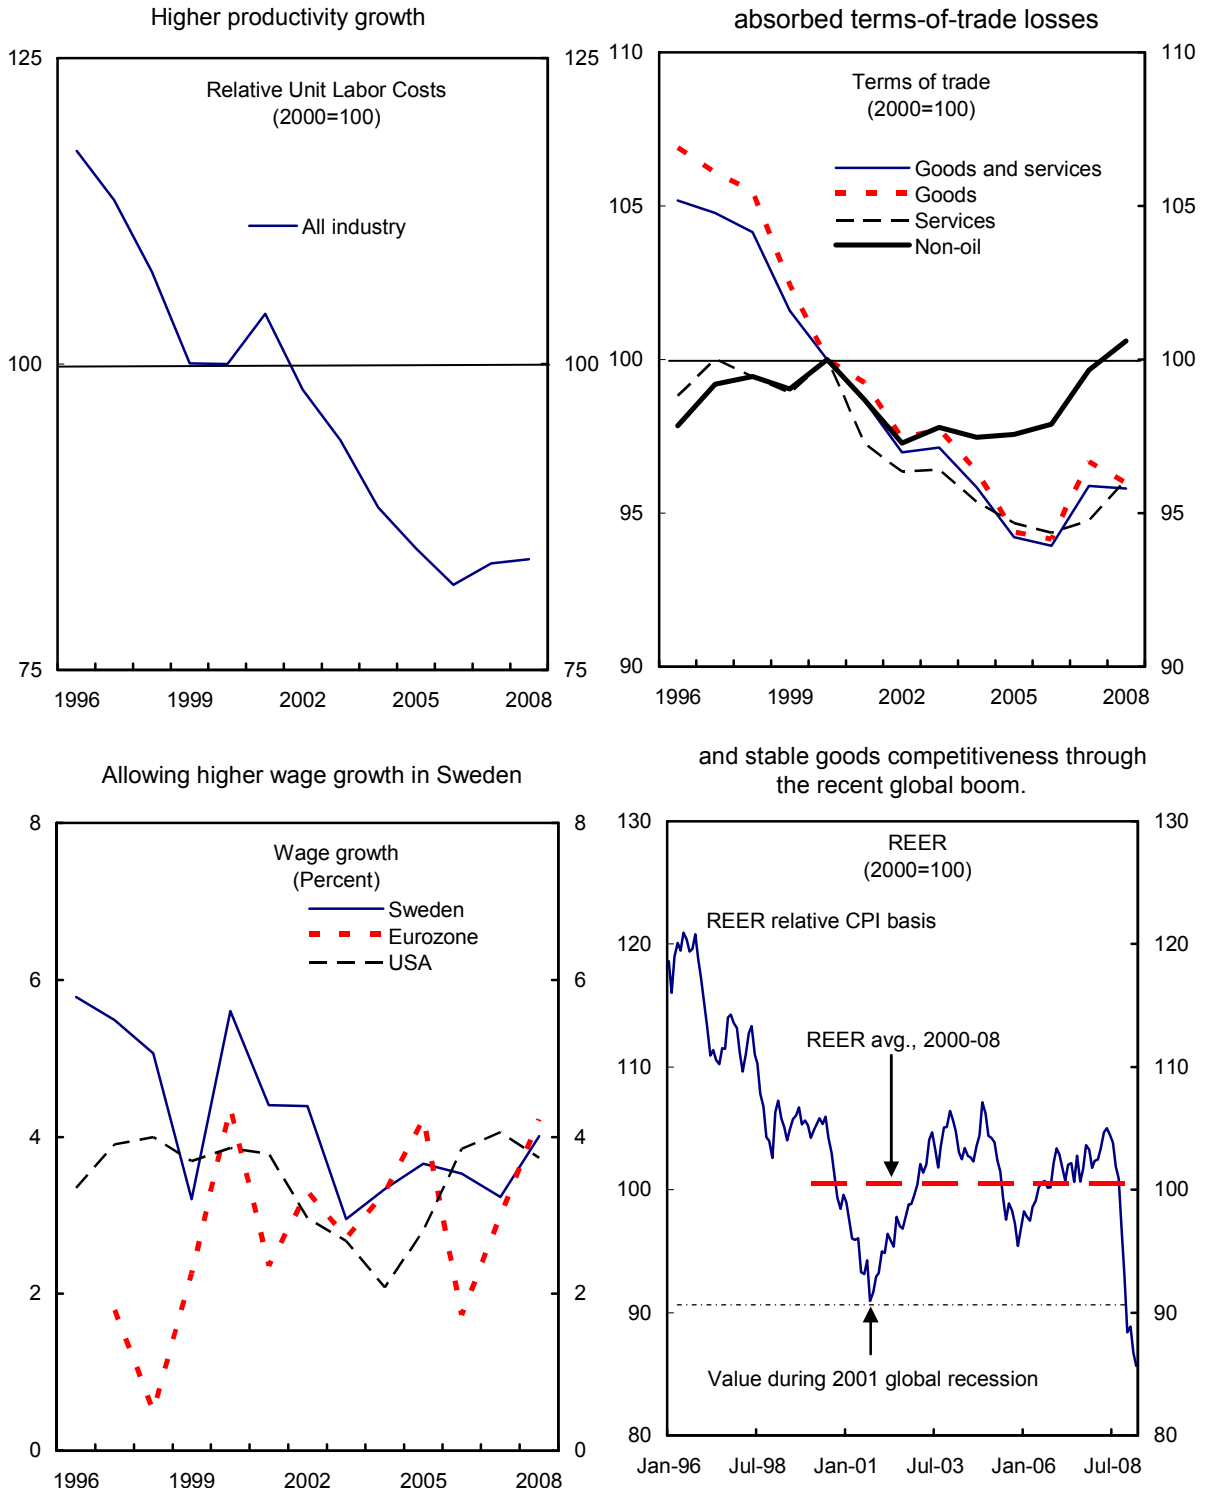 Higher productivity growth
125
125
Relative Unit Labor Costs
(2000=100)
All industry
100
100
75
75
1996
1999
2002
2005
2008
absorbed terms-of-trade losses
110
110
Terms of trade
(2000=100)
Goods and services
Goods
Services
Non-oil
105
105
100
100
95
95
90
90
1996
1999
2002
2005
2008
Allowing higher wage growth in Sweden
8
8
Wage growth
(Percent)
Sweden
Eurozone
USA
6
6
4
4
2
2
0
0
1996
1999
2002
2005
2008
and stable goods competitiveness through
the recent global boom.
130
130
REER
(2000=100)
REER relative CPI basis
120
120
REER avg., 2000-08
110
110
100
100
90
90
Value during 2001 global recession
80
80
Jan-96
Jul-98
Jan-01
Jul-03
Jan-06
Jul-08